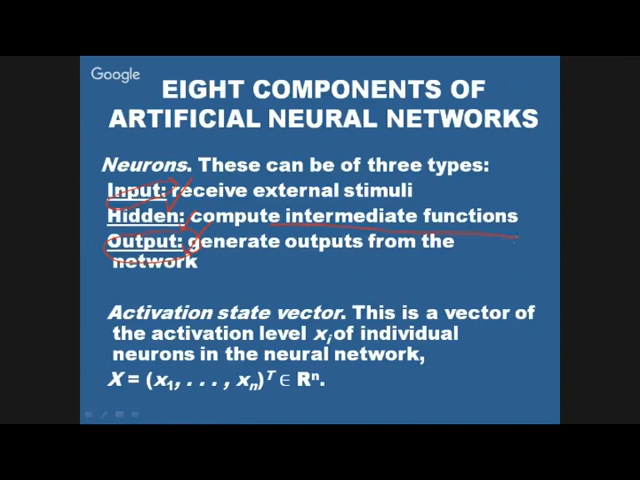 Google
EIGHT COMPONENTS OF
ARTIFICIAL NEURAL NETWORKS
Neurons. These can be of three types:
Input: receive external stimuli
Hidden: compute intermediate functions
Output: generate outputs from the
network
Activation state vector. This is a vector of
the activation level xᵢ of individual
neurons in the neural network,
X = (x₁, . . . , xₙ)ᵀ ∈ Rⁿ.